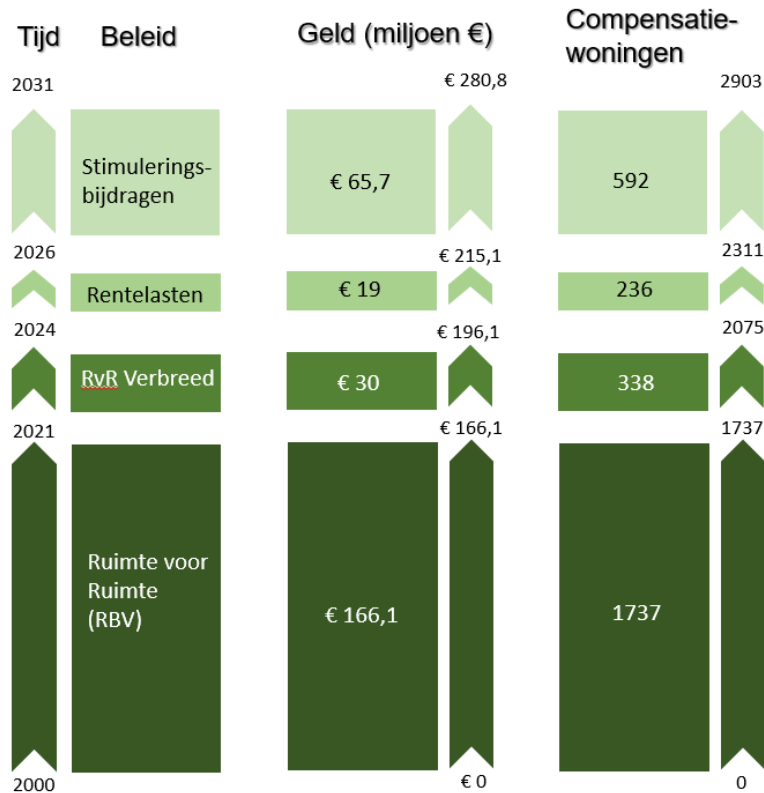 Tijd Beleid Geld (miljoen €) Compensatie-
woningen
2031 € 280,8 2903
Stimulerings-
bijdragen € 65,7 592
2026 € 215,1 2311
Rentelasten € 19 236
2024 € 196,1 2075
RvR Verbreed € 30 338
2021 € 166,1 1737
Ruimte voor
Ruimte
(RBV) € 166,1 1737
2000 € 0 0